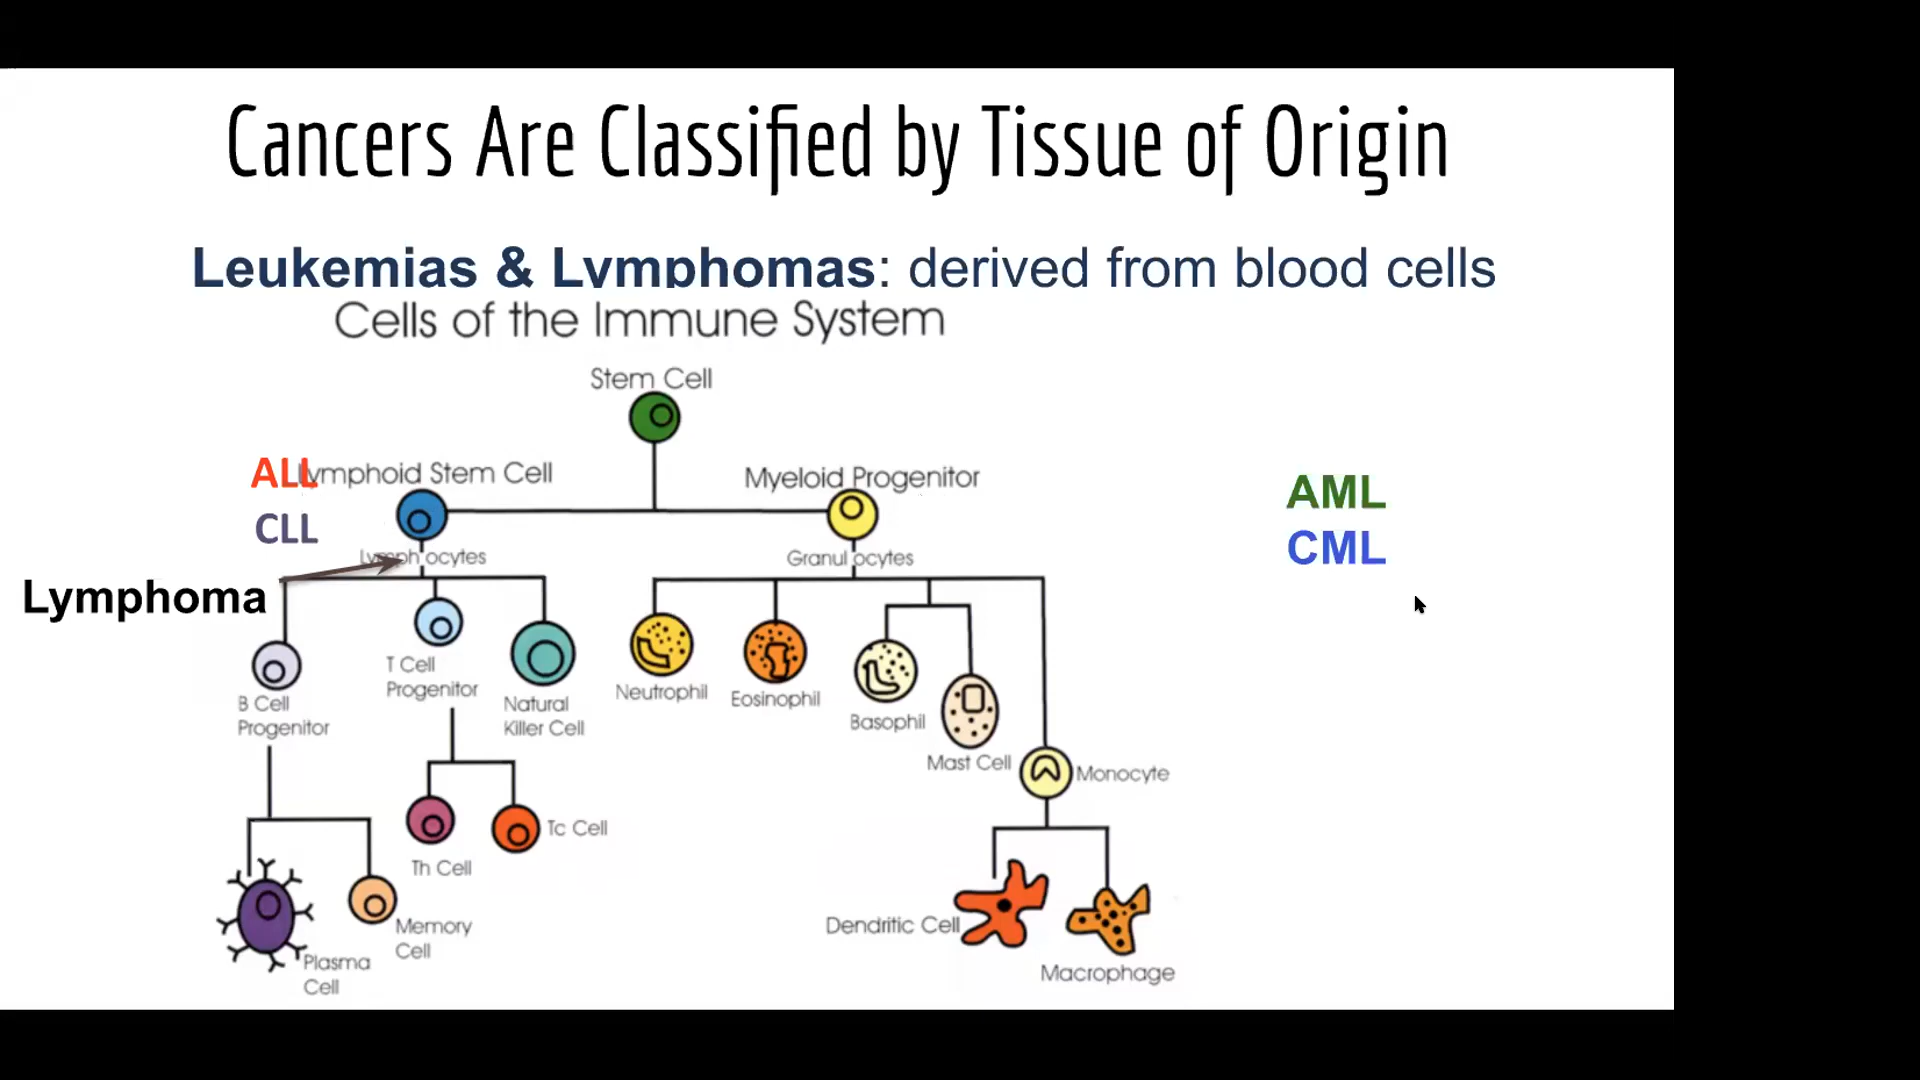 Cancers Are Classified by Tissue of Origin
Leukemias & Lymphomas: derived from blood cells
Cells of the Immune System
Stem Cell
ALL
Lymphoid Stem Cell
Myeloid Progenitor
AML
CLL
CML
Lymphocytes
Granulocytes
Lymphoma
B Cell
Progenitor
T Cell
Progenitor
Natural
Killer Cell
Neutrophil
Eosinophil
Basophil
Mast Cell
Monocyte
Th Cell
Tc Cell
Plasma
Cell
Memory
Cell
Dendritic Cell
Macrophage